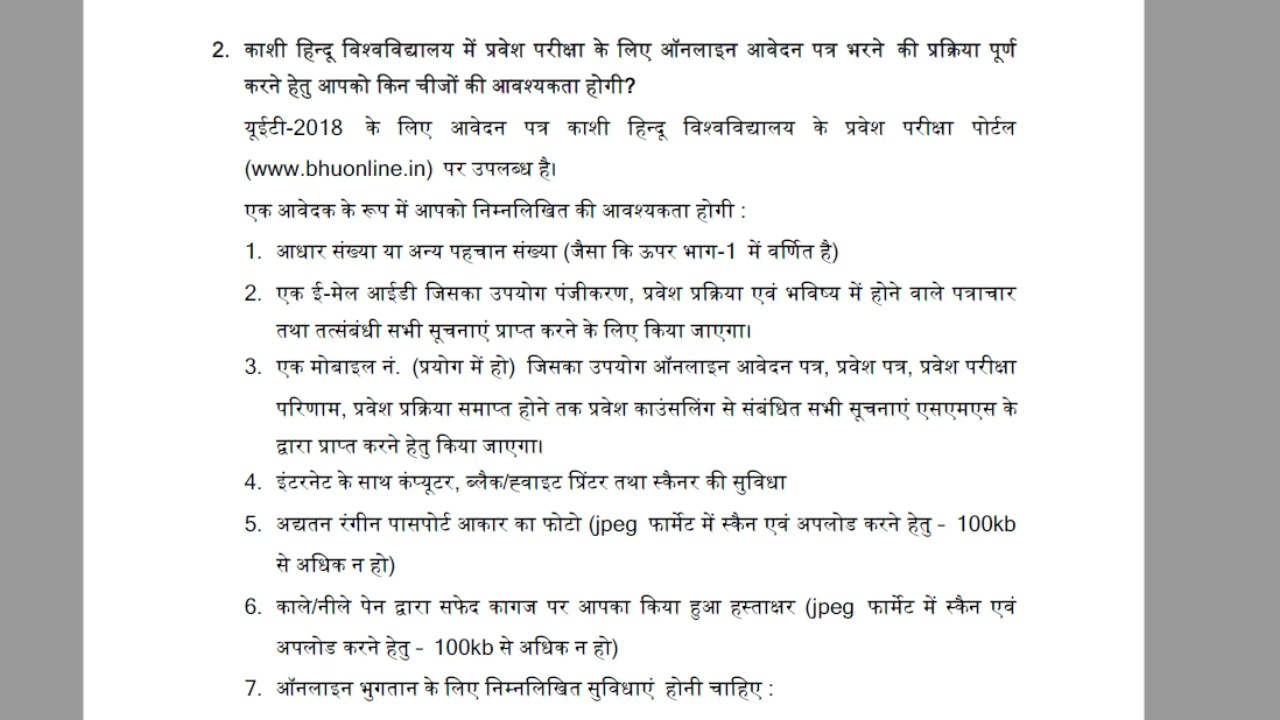 2. काशी हिन्दू विश्वविद्यालय में प्रवेश परीक्षा के लिए ऑनलाइन आवेदन पत्र भरने की प्रक्रिया पूर्ण
करने हेतु आपको किन चीजों की आवश्यकता होगी?
यूईटी-2018 के लिए आवेदन पत्र काशी हिन्दू विश्वविद्यालय के प्रवेश परीक्षा पोर्टल
(www.bhuonline.in) पर उपलब्ध है।
एक आवेदक के रूप में आपको निम्नलिखित की आवश्यकता होगी :
1. आधार संख्या या अन्य पहचान संख्या (जैसा कि ऊपर भाग-1 में वर्णित है)
2. एक ई-मेल आईडी जिसका उपयोग पंजीकरण, प्रवेश प्रक्रिया एवं भविष्य में होने वाले पत्राचार
तथा तत्संबंधी सभी सूचनाएं प्राप्त करने के लिए किया जाएगा।
3. एक मोबाइल नं. (प्रयोग में हो) जिसका उपयोग ऑनलाइन आवेदन पत्र, प्रवेश पत्र, प्रवेश परीक्षा
परिणाम, प्रवेश प्रक्रिया समाप्त होने तक प्रवेश काउंसलिंग से संबंधित सभी सूचनाएं एसएमएस के
द्वारा प्राप्त करने हेतु किया जाएगा।
4. इंटरनेट के साथ कंप्यूटर, ब्लैक/ह्वाइट प्रिंटर तथा स्कैनर की सुविधा
5. अद्यतन रंगीन पासपोर्ट आकार का फोटो (jpeg फार्मेट में स्कैन एवं अपलोड करने हेतु - 100kb
से अधिक न हो)
6. काले/नीले पेन द्वारा सफेद कागज पर आपका किया हुआ हस्ताक्षर (jpeg फार्मेट में स्कैन एवं
अपलोड करने हेतु - 100kb से अधिक न हो)
7. ऑनलाइन भुगतान के लिए निम्नलिखित सुविधाएं होनी चाहिए :